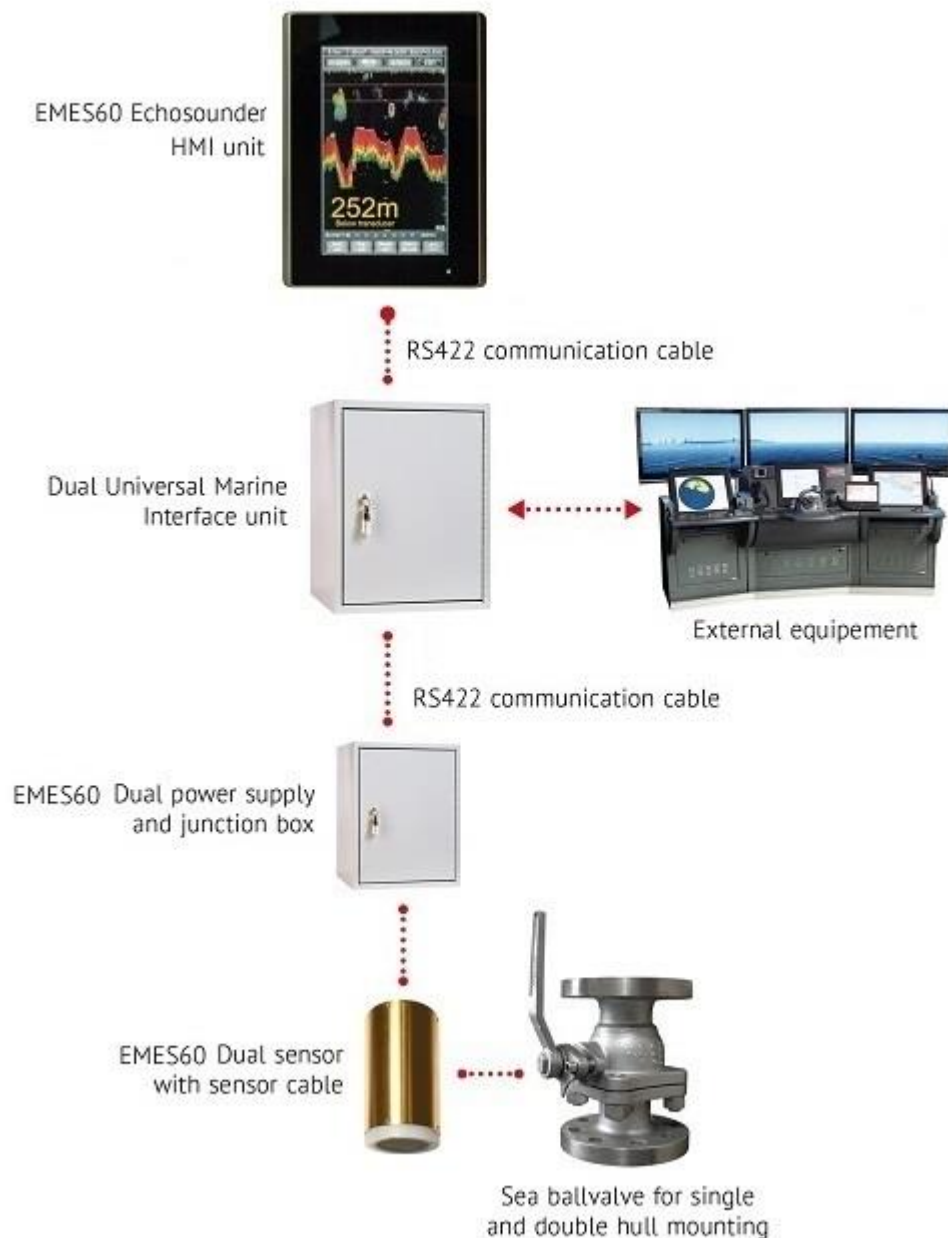 EMES60 Echosounder
HMI unit
252m
Below transducer
RS422 communication cable
Dual Universal Marine
Interface unit
External equipement
RS422 communication cable
EMES60 Dual power supply
and junction box
EMES60 Dual sensor
with sensor cable
Sea ballvalve for single
and double hull mounting